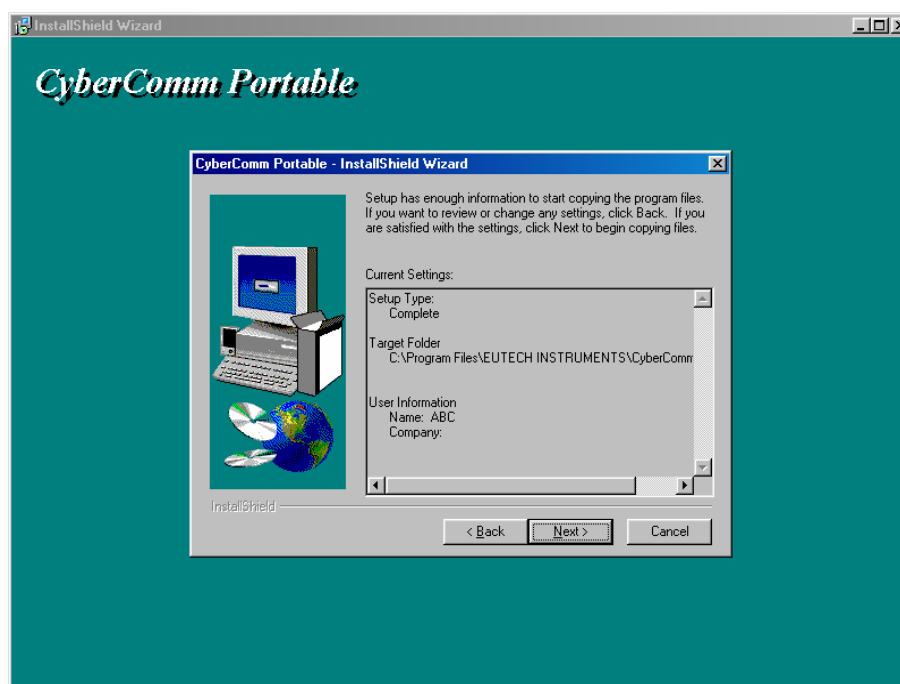 InstallShield Wizard
CyberComm Portable
CyberComm Portable - InstallShield Wizard
Setup has enough information to start copying the program files.
If you want to review or change any settings, click Back. If you
are satisfied with the settings, click Next to begin copying files.
Current Settings:
Setup Type:
Complete
Target Folder
C:\Program Files\EUTECH INSTRUMENTS\CyberComm
User Information
Name: ABC
Company:
InstallShield
< Back
Next >
Cancel